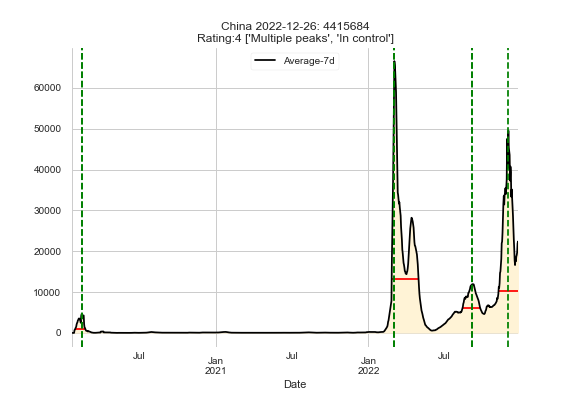 China 2022-12-26: 4415684
Rating:4 ['Multiple peaks', 'In control']
Average-7d
60000
50000
40000
30000
20000
10000
0
Jul
Jan
2021
Jul
Jan
2022
Jul
Date